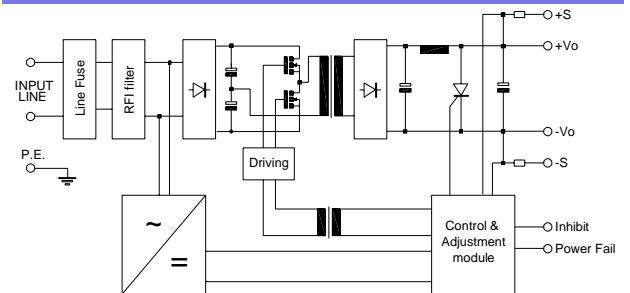 +S
+Vo
INPUT
LINE
Line Fuse
RFI filter
-Vo
P.E.
Driving
-S
~
=
Control &
Adjustment
module
Inhibit
Power Fail